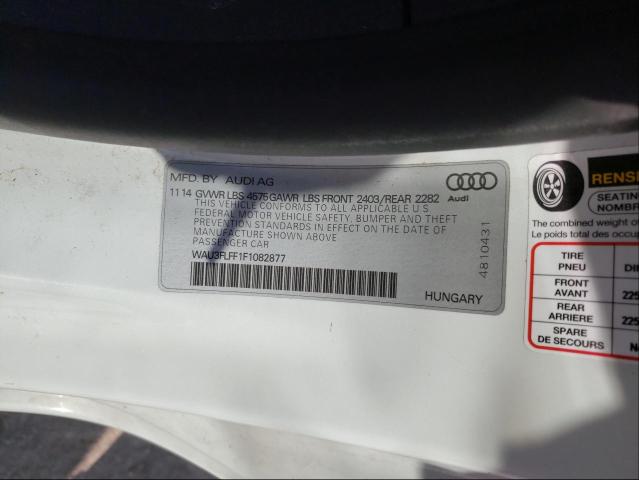 MFD. BY AUDI AG
1114 GVWR LBS 4575 GAWR LBS FRONT 2403/REAR 2282
THIS VEHICLE CONFORMS TO ALL APPLICABLE U.S.
FEDERAL MOTOR VEHICLE SAFETY, BUMPER AND THEFT
PREVENTION STANDARDS IN EFFECT ON THE DATE OF
MANUFACTURE SHOWN ABOVE
PASSENGER CAR
WAU3FLFF1F1082877
HUNGARY
Audi
4810431
RENSE
SEATIN
NOMBR
The combined weight o
Le poids total des occu
TIRE
PNEU
DI
FRONT
AVANT
225
REAR
ARRIERE
225
SPARE
DE SECOURS
N